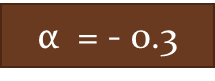 α = - 0.3